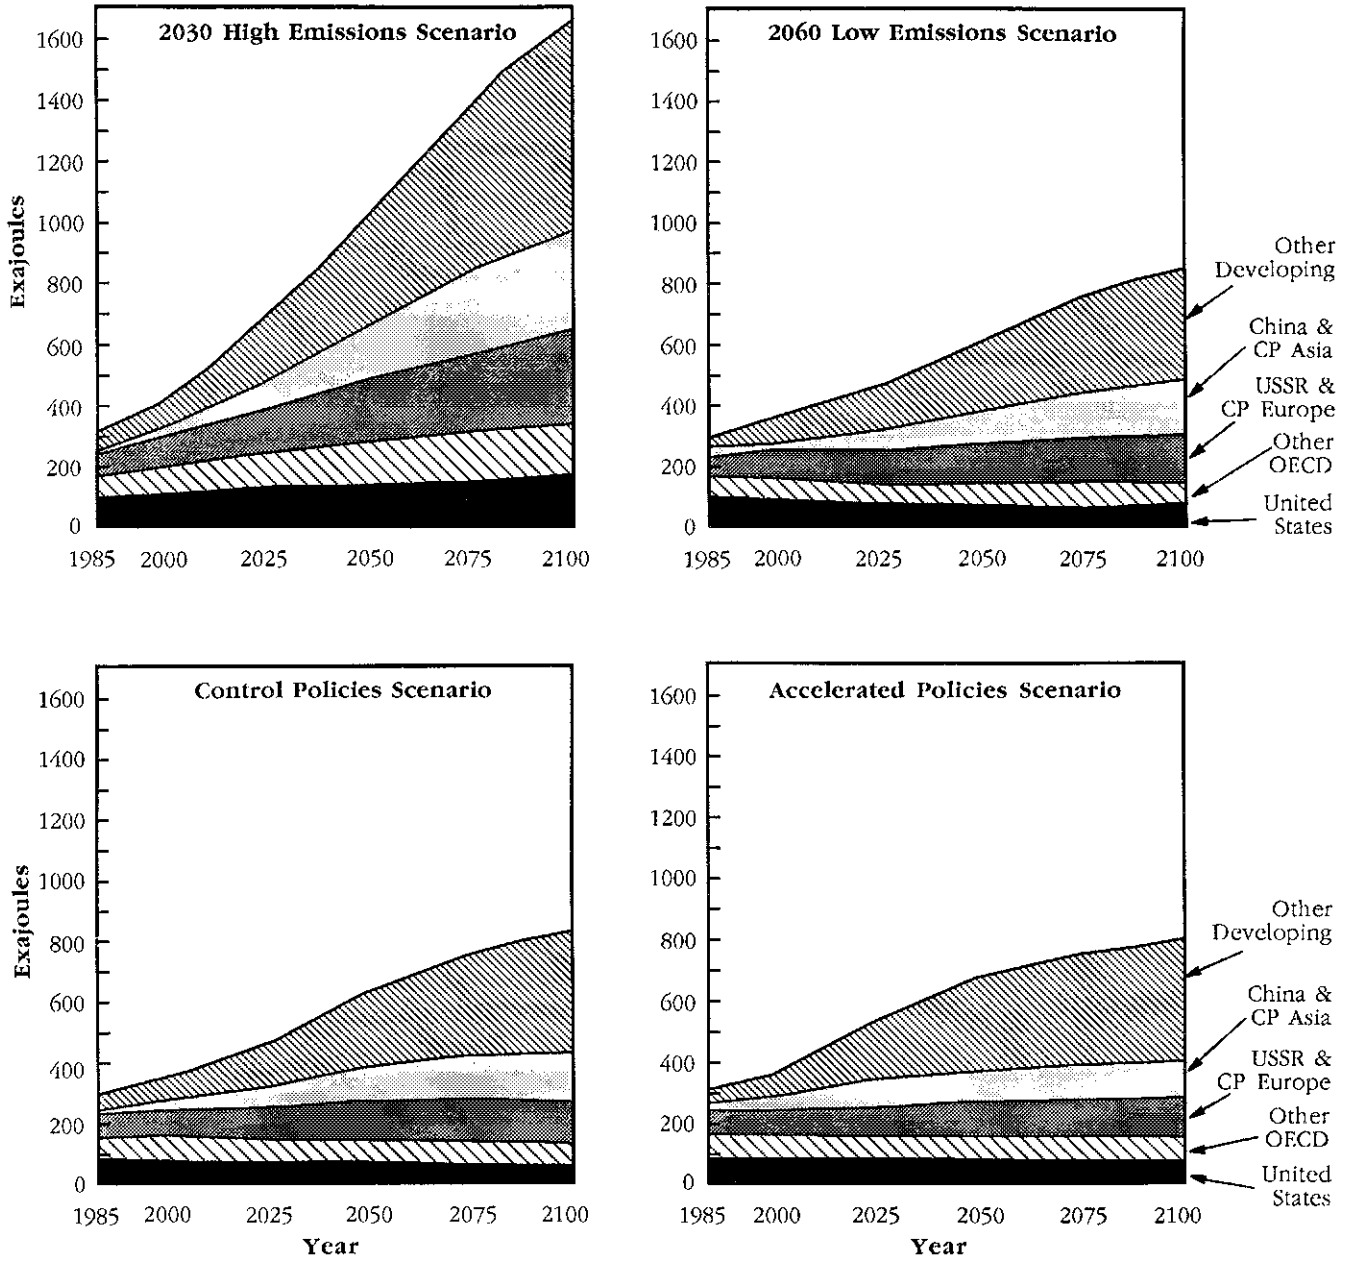 2030 High Emissions Scenario
1600
1400
1200
1000
800
600
400
200
0
Exajoules
1985 2000 2025 2050 2075 2100
2060 Low Emissions Scenario
1600
1400
1200
1000
800
600
400
200
0
1985 2000 2025 2050 2075 2100
Other
Developing
China &
CP Asia
USSR &
CP Europe
Other
OECD
United
States
Control Policies Scenario
1600
1400
1200
1000
800
600
400
200
0
Exajoules
1985 2000 2025 2050 2075 2100
Year
Accelerated Policies Scenario
1600
1400
1200
1000
800
600
400
200
0
1985 2000 2025 2050 2075 2100
Year
Other
Developing
China &
CP Asia
USSR &
CP Europe
Other
OECD
United
States